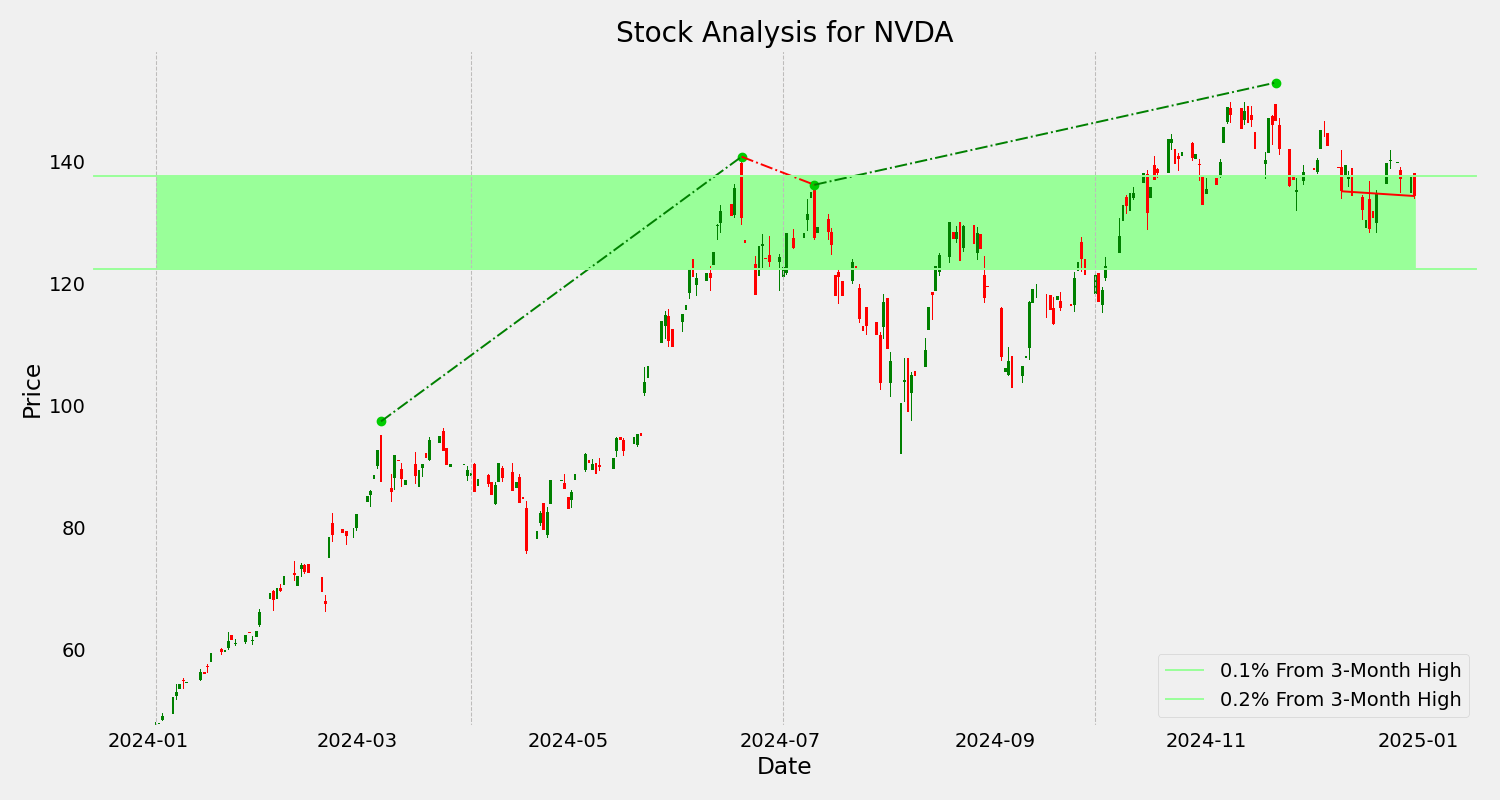 Stock Analysis for NVDA
Price
140
120
100
80
60
0.1% From 3-Month High
0.2% From 3-Month High
2024-01 2024-03 2024-05 2024-07 2024-09 2024-11 2025-01
Date